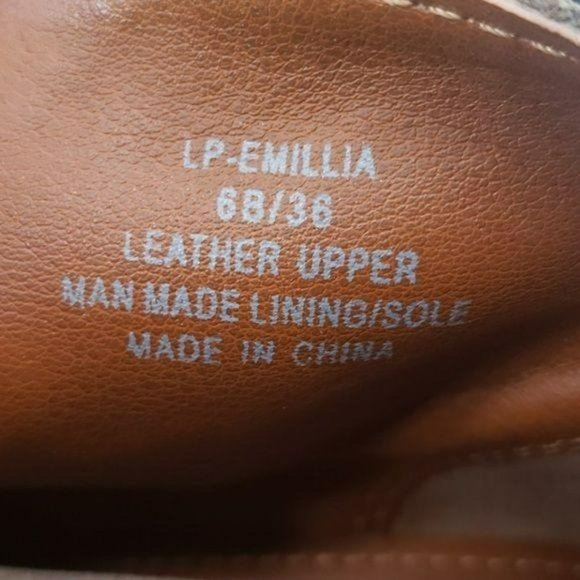 LP-EMILLIA
6B/36
LEATHER UPPER
MAN MADE LINING/SOLE
MADE IN CHINA